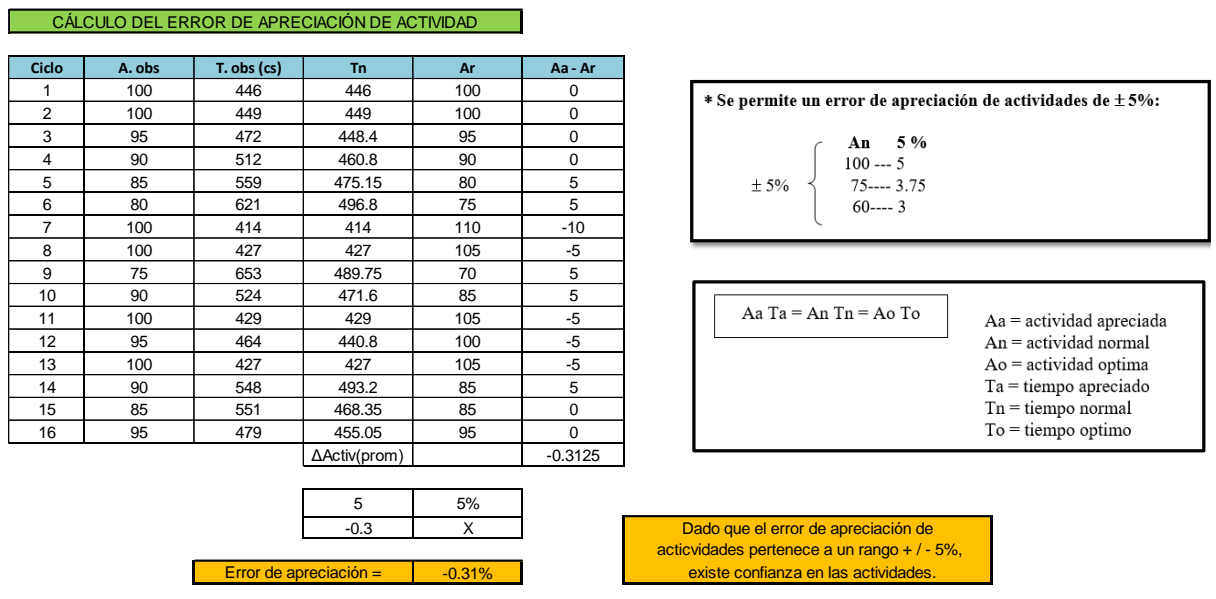 CÁLCULO DEL ERROR DE APRECIACIÓN DE ACTIVIDAD
Ciclo A. obs T. obs (cs) Tn Ar Aa - Ar
1 100 446 446 100 0
2 100 449 449 100 0
3 95 472 448.4 95 0
4 90 512 460.8 90 0
5 85 559 475.15 80 5
6 80 621 496.8 75 5
7 100 414 414 110 -10
8 100 427 427 105 -5
9 75 653 489.75 70 5
10 90 524 471.6 85 5
11 100 429 429 105 -5
12 95 464 440.8 100 -5
13 100 427 427 105 -5
14 90 548 493.2 85 5
15 85 551 468.35 85 0
16 95 479 455.05 95 0
ΔActiv(prom) -0.3125
5 5%
-0.3 X
Error de apreciación = -0.31%
* Se permite un error de apreciación de actividades de ± 5%:
An 5 %
100 --- 5
± 5% 75---- 3.75
60---- 3
Aa Ta = An Tn = Ao To
Aa = actividad apreciada
An = actividad normal
Ao = actividad optima
Ta = tiempo apreciado
Tn = tiempo normal
To = tiempo optimo
Dado que el error de apreciación de
acticvidades pertenece a un rango + / - 5%,
existe confianza en las actividades.